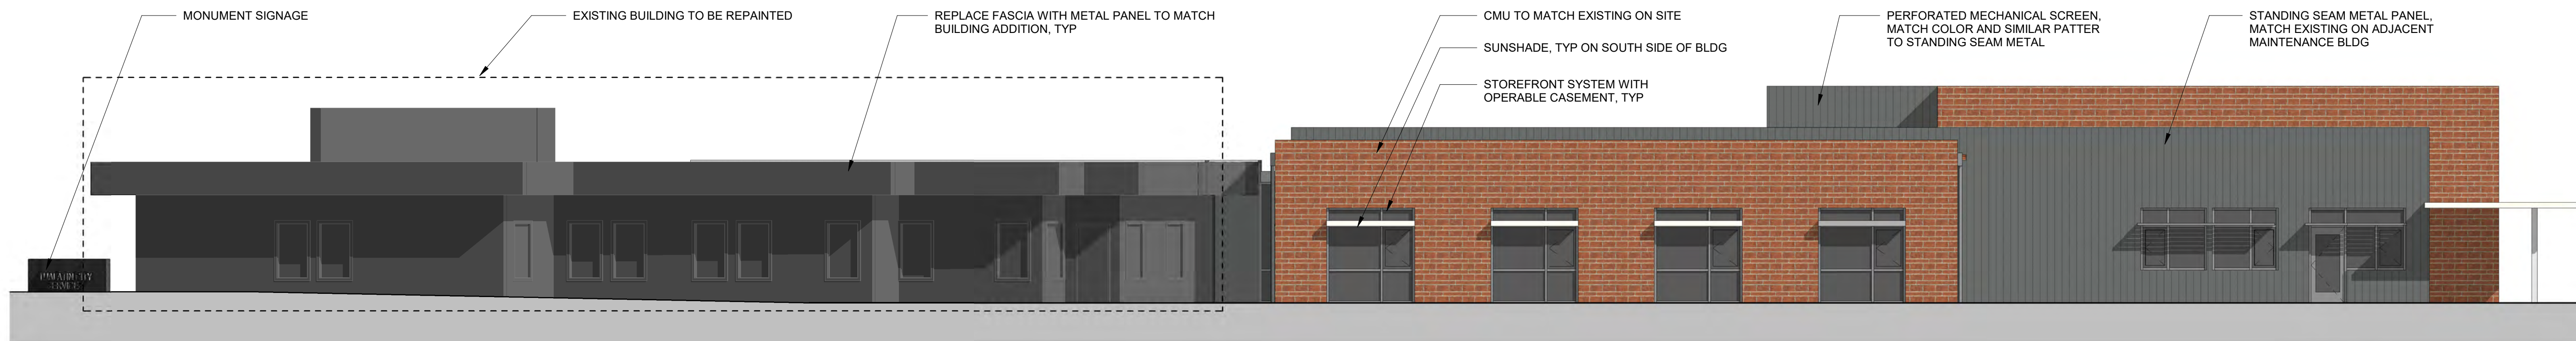 MONUMENT SIGNAGE
EXISTING BUILDING TO BE REPAINTED
REPLACE FASCIA WITH METAL PANEL TO MATCH
BUILDING ADDITION, TYP
CMU TO MATCH EXISTING ON SITE
SUNSHADE, TYP ON SOUTH SIDE OF BLDG
STOREFRONT SYSTEM WITH
OPERABLE CASEMENT, TYP
PERFORATED MECHANICAL SCREEN,
MATCH COLOR AND SIMILAR PATTER
TO STANDING SEAM METAL
STANDING SEAM METAL PANEL,
MATCH EXISTING ON ADJACENT
MAINTENANCE BLDG